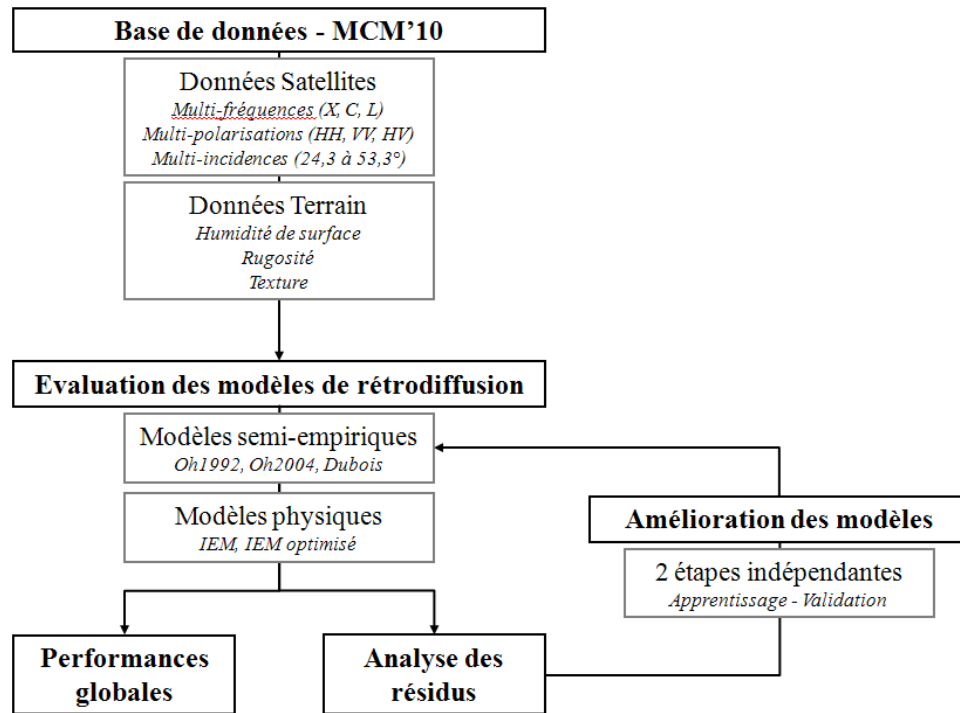 Base de données - MCM’10
Données Satellites
Multi-fréquences (X, C, L)
Multi-polarisations (HH, VV, HV)
Multi-incidences (24,3 à 53,3°)
Données Terrain
Humidité de surface
Rugosité
Texture
Evaluation des modèles de rétrodiffusion
Modèles semi-empiriques
Oh1992, Oh2004, Dubois
Modèles physiques
IEM, IEM optimisé
Amélioration des modèles
2 étapes indépendantes
Apprentissage - Validation
Performances
globales
Analyse des
résidus